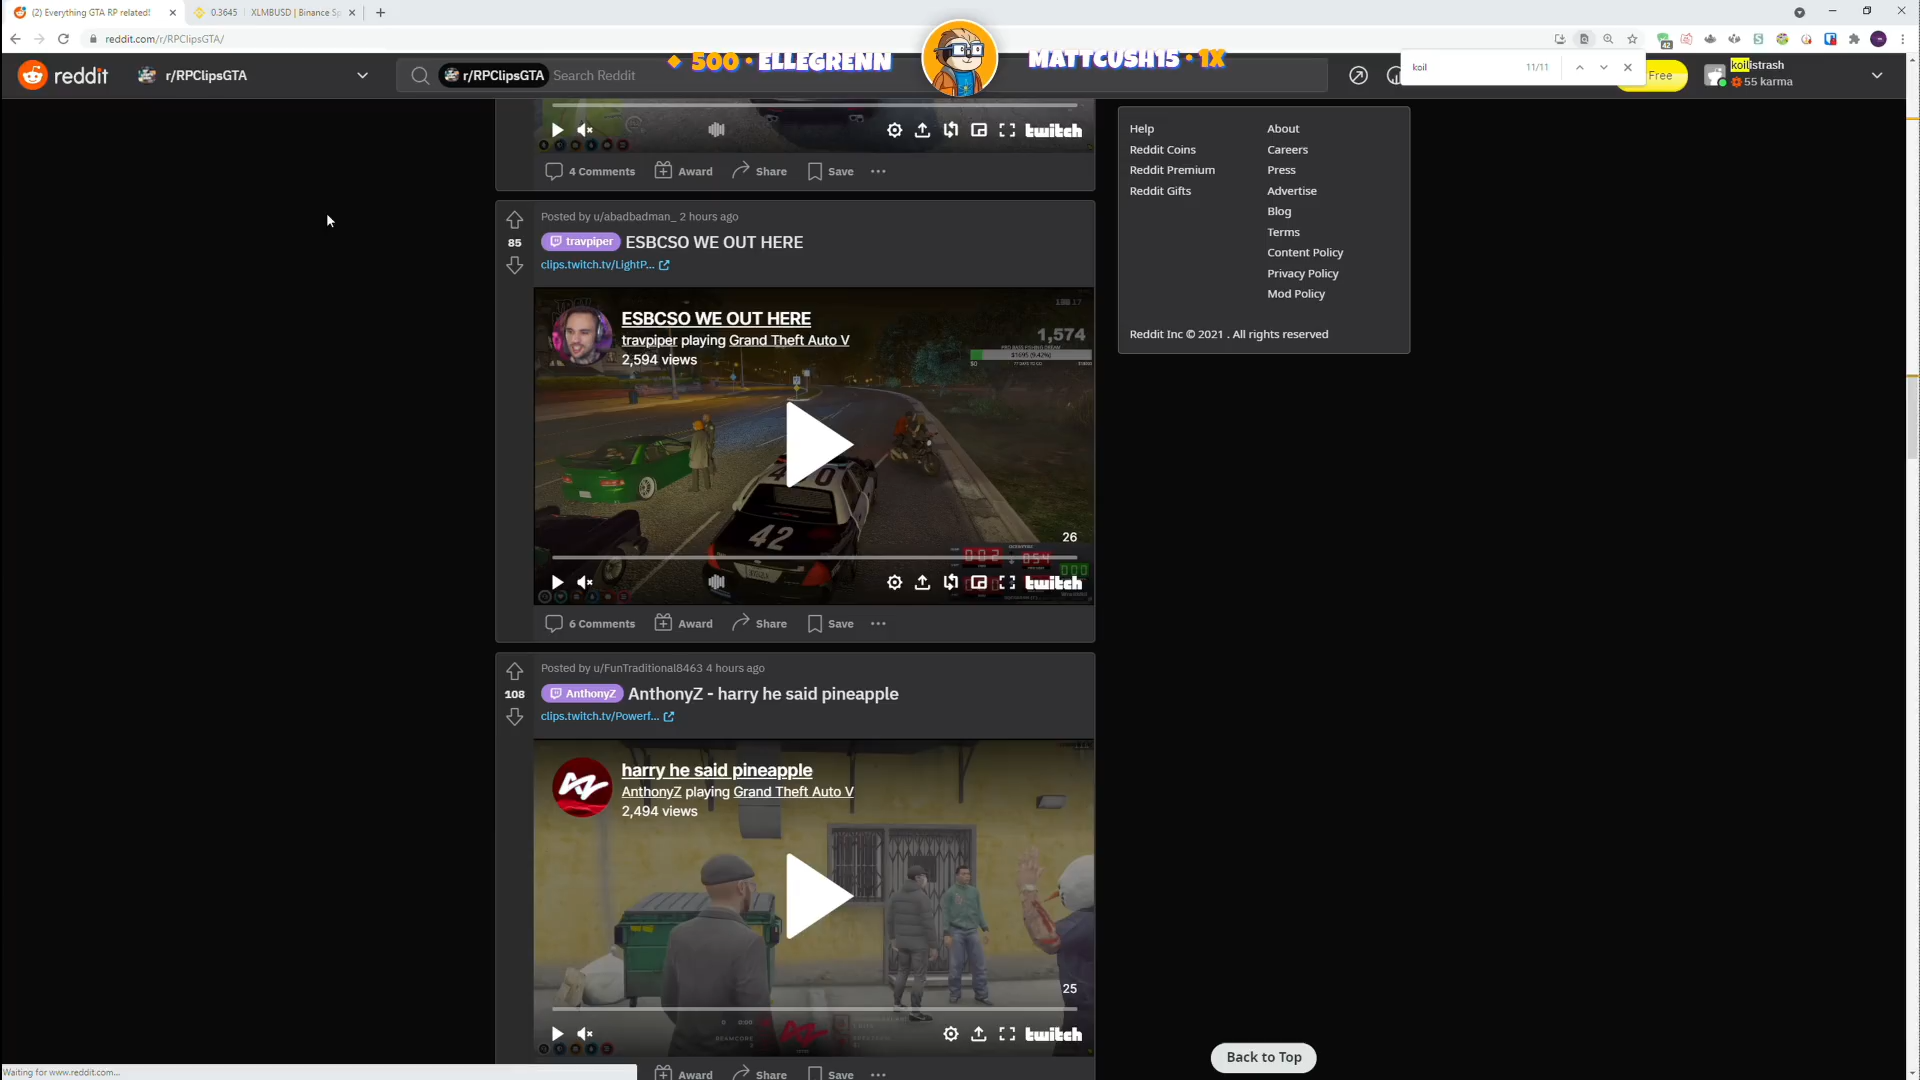 (2) Everything GTA RP related!
0.3645
XLMBUSD | Binance Sp
reddit.com/r/RPClipsGTA/
42
500 · ELLEGRENN
MATTCUSH15 · 1X
koil
11/11
reddit
r/RPClipsGTA
r/RPClipsGTA
Search Reddit
Free
koilistrash
55 karma
twitch
4 Comments
Award
Share
Save
Help
About
Reddit Coins
Careers
Reddit Premium
Press
Reddit Gifts
Advertise
Blog
Terms
Content Policy
Privacy Policy
Mod Policy
Reddit Inc © 2021 . All rights reserved
Posted by u/abadbadman_ 2 hours ago
85
travpiper
ESBCSO WE OUT HERE
clips.twitch.tv/LightP...
ESBCSO WE OUT HERE
travpiper playing Grand Theft Auto V
2,594 views
1,574
$1695 (9.42%)
42
26
twitch
6 Comments
Award
Share
Save
Posted by u/FunTraditional8463 4 hours ago
108
AnthonyZ
AnthonyZ - harry he said pineapple
clips.twitch.tv/Powerf...
harry he said pineapple
AnthonyZ playing Grand Theft Auto V
2,494 views
25
twitch
Award
Share
Save
Back to Top
Waiting for www.reddit.com...